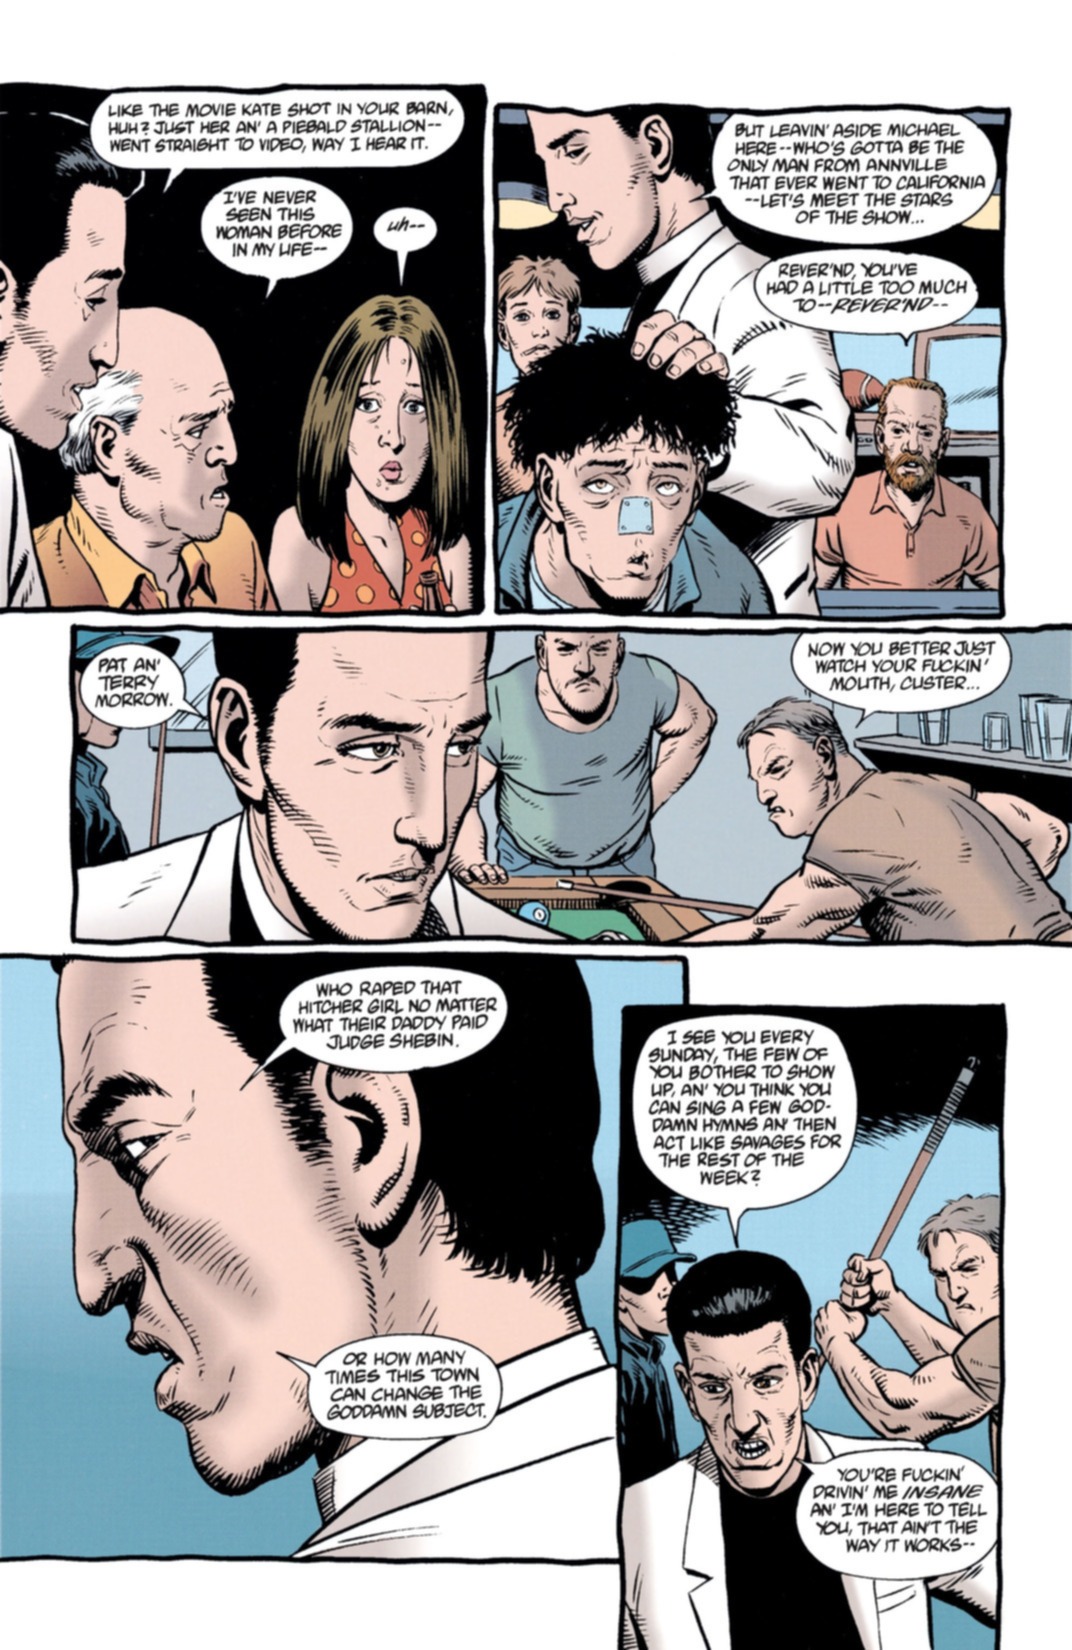 LIKE THE MOVIE KATE SHOT IN YOUR BARN,
HUH? JUST HER AN' A PIEBALD STALLION--
WENT STRAIGHT TO VIDEO, WAY I HEAR IT.
I'VE NEVER
SEEN THIS
WOMAN BEFORE
IN MY LIFE--
UH--
BUT LEAVIN' ASIDE MICHAEL
HERE--WHO'S GOTTA BE THE
ONLY MAN FROM ANNVILLE
THAT EVER WENT TO CALIFORNIA
--LET'S MEET THE STARS
OF THE SHOW...
REVER'ND, YOU'VE
HAD A LITTLE TOO MUCH
TO--REVER'ND--
PAT AN'
TERRY
MORROW.
NOW YOU BETTER JUST
WATCH YOUR FUCKIN'
MOUTH, CUSTER...
WHO RAPED THAT
HITCHER GIRL NO MATTER
WHAT THEIR DADDY PAID
JUDGE SHEBIN.
OR HOW MANY
TIMES THIS TOWN
CAN CHANGE THE
GODDAMN SUBJECT.
I SEE YOU EVERY
SUNDAY, THE FEW OF
YOU BOTHER TO SHOW
UP, AN' YOU THINK YOU
CAN SING A FEW GOD-
DAMN HYMNS AN' THEN
ACT LIKE SAVAGES FOR
THE REST OF THE
WEEK?
YOU'RE FUCKIN'
DRIVIN' ME INSANE
AN' I'M HERE TO TELL
YOU, THAT AIN'T THE
WAY IT WORKS--